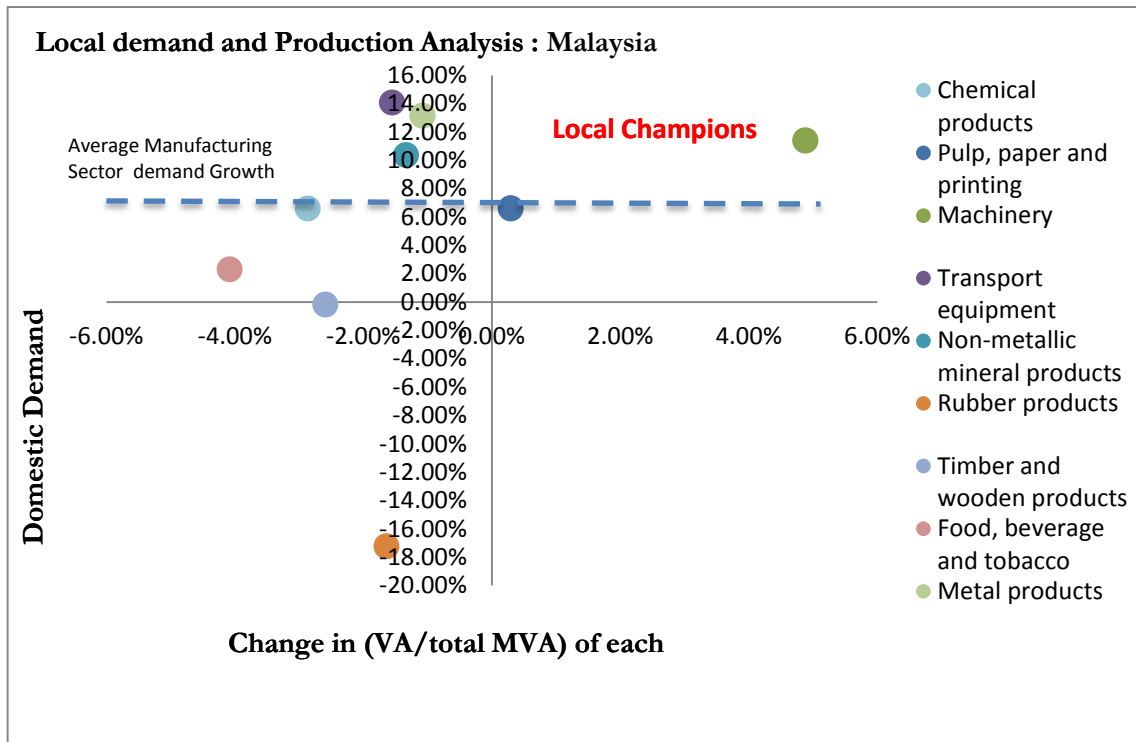 Local demand and Production Analysis : Malaysia
16.00%
14.00%
12.00%
10.00%
8.00%
6.00%
4.00%
2.00%
0.00%
-2.00%
-4.00%
-6.00%
-8.00%
-10.00%
-12.00%
-14.00%
-16.00%
-18.00%
-20.00%
-6.00%
-4.00%
-2.00%
0.00%
2.00%
4.00%
6.00%
Average Manufacturing
Sector demand Growth
Local Champions
Domestic Demand
Change in (VA/total MVA) of each
Chemical
products
Pulp, paper and
printing
Machinery
Transport
equipment
Non-metallic
mineral products
Rubber products
Timber and
wooden products
Food, beverage
and tobacco
Metal products